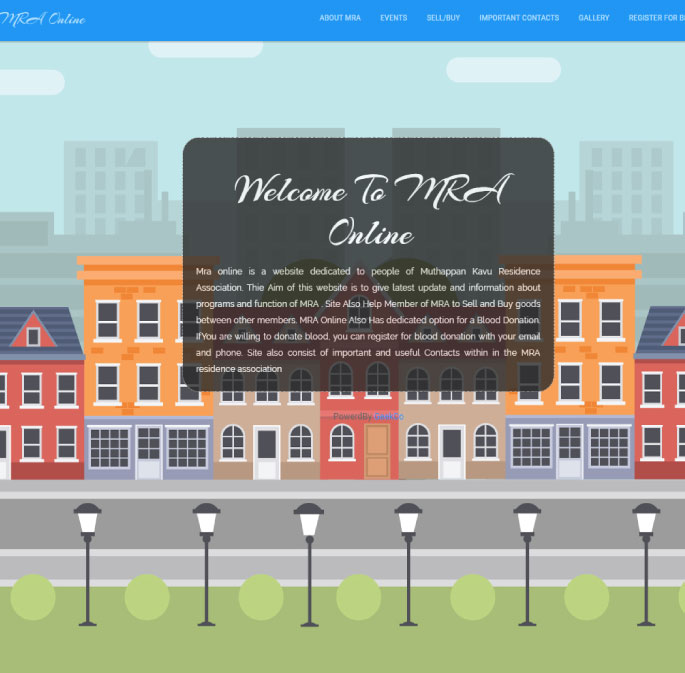 MRA Online
ABOUT MRA EVENTS SELL/BUY IMPORTANT CONTACTS GALLERY REGISTER FOR
Welcome To MRA
Online
Mra online is a website dedicated to people of Muthappan Kavu Residence
Association. Thie Aim of this website is to give latest update and information about
programs and function of MRA . Site Also Help Member of MRA to Sell and Buy goods
between other members. MRA Online Also Has dedicated option for a Blood Donation.
IfYou are willing to donate blood, you can register for blood donation with your email
and phone. Site also consist of important and useful Contacts within in the MRA
residence association
PowerdBy